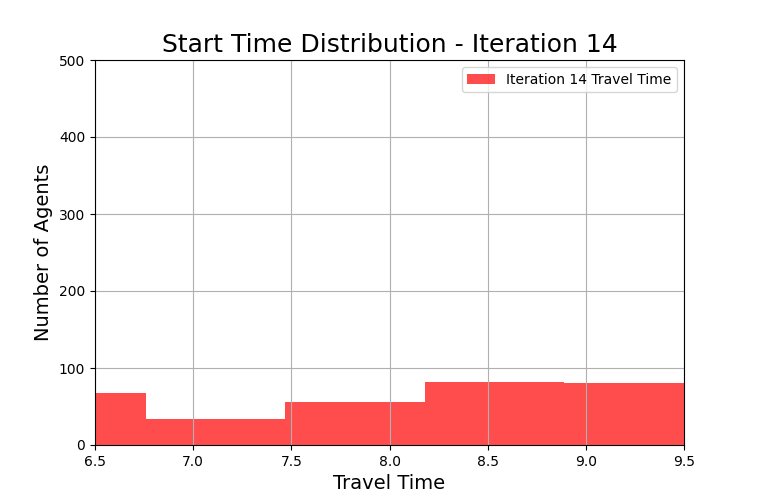 Start Time Distribution - Iteration 14
Iteration 14 Travel Time
Number of Agents
500
400
300
200
100
0
6.5 7.0 7.5 8.0 8.5 9.0 9.5
Travel Time